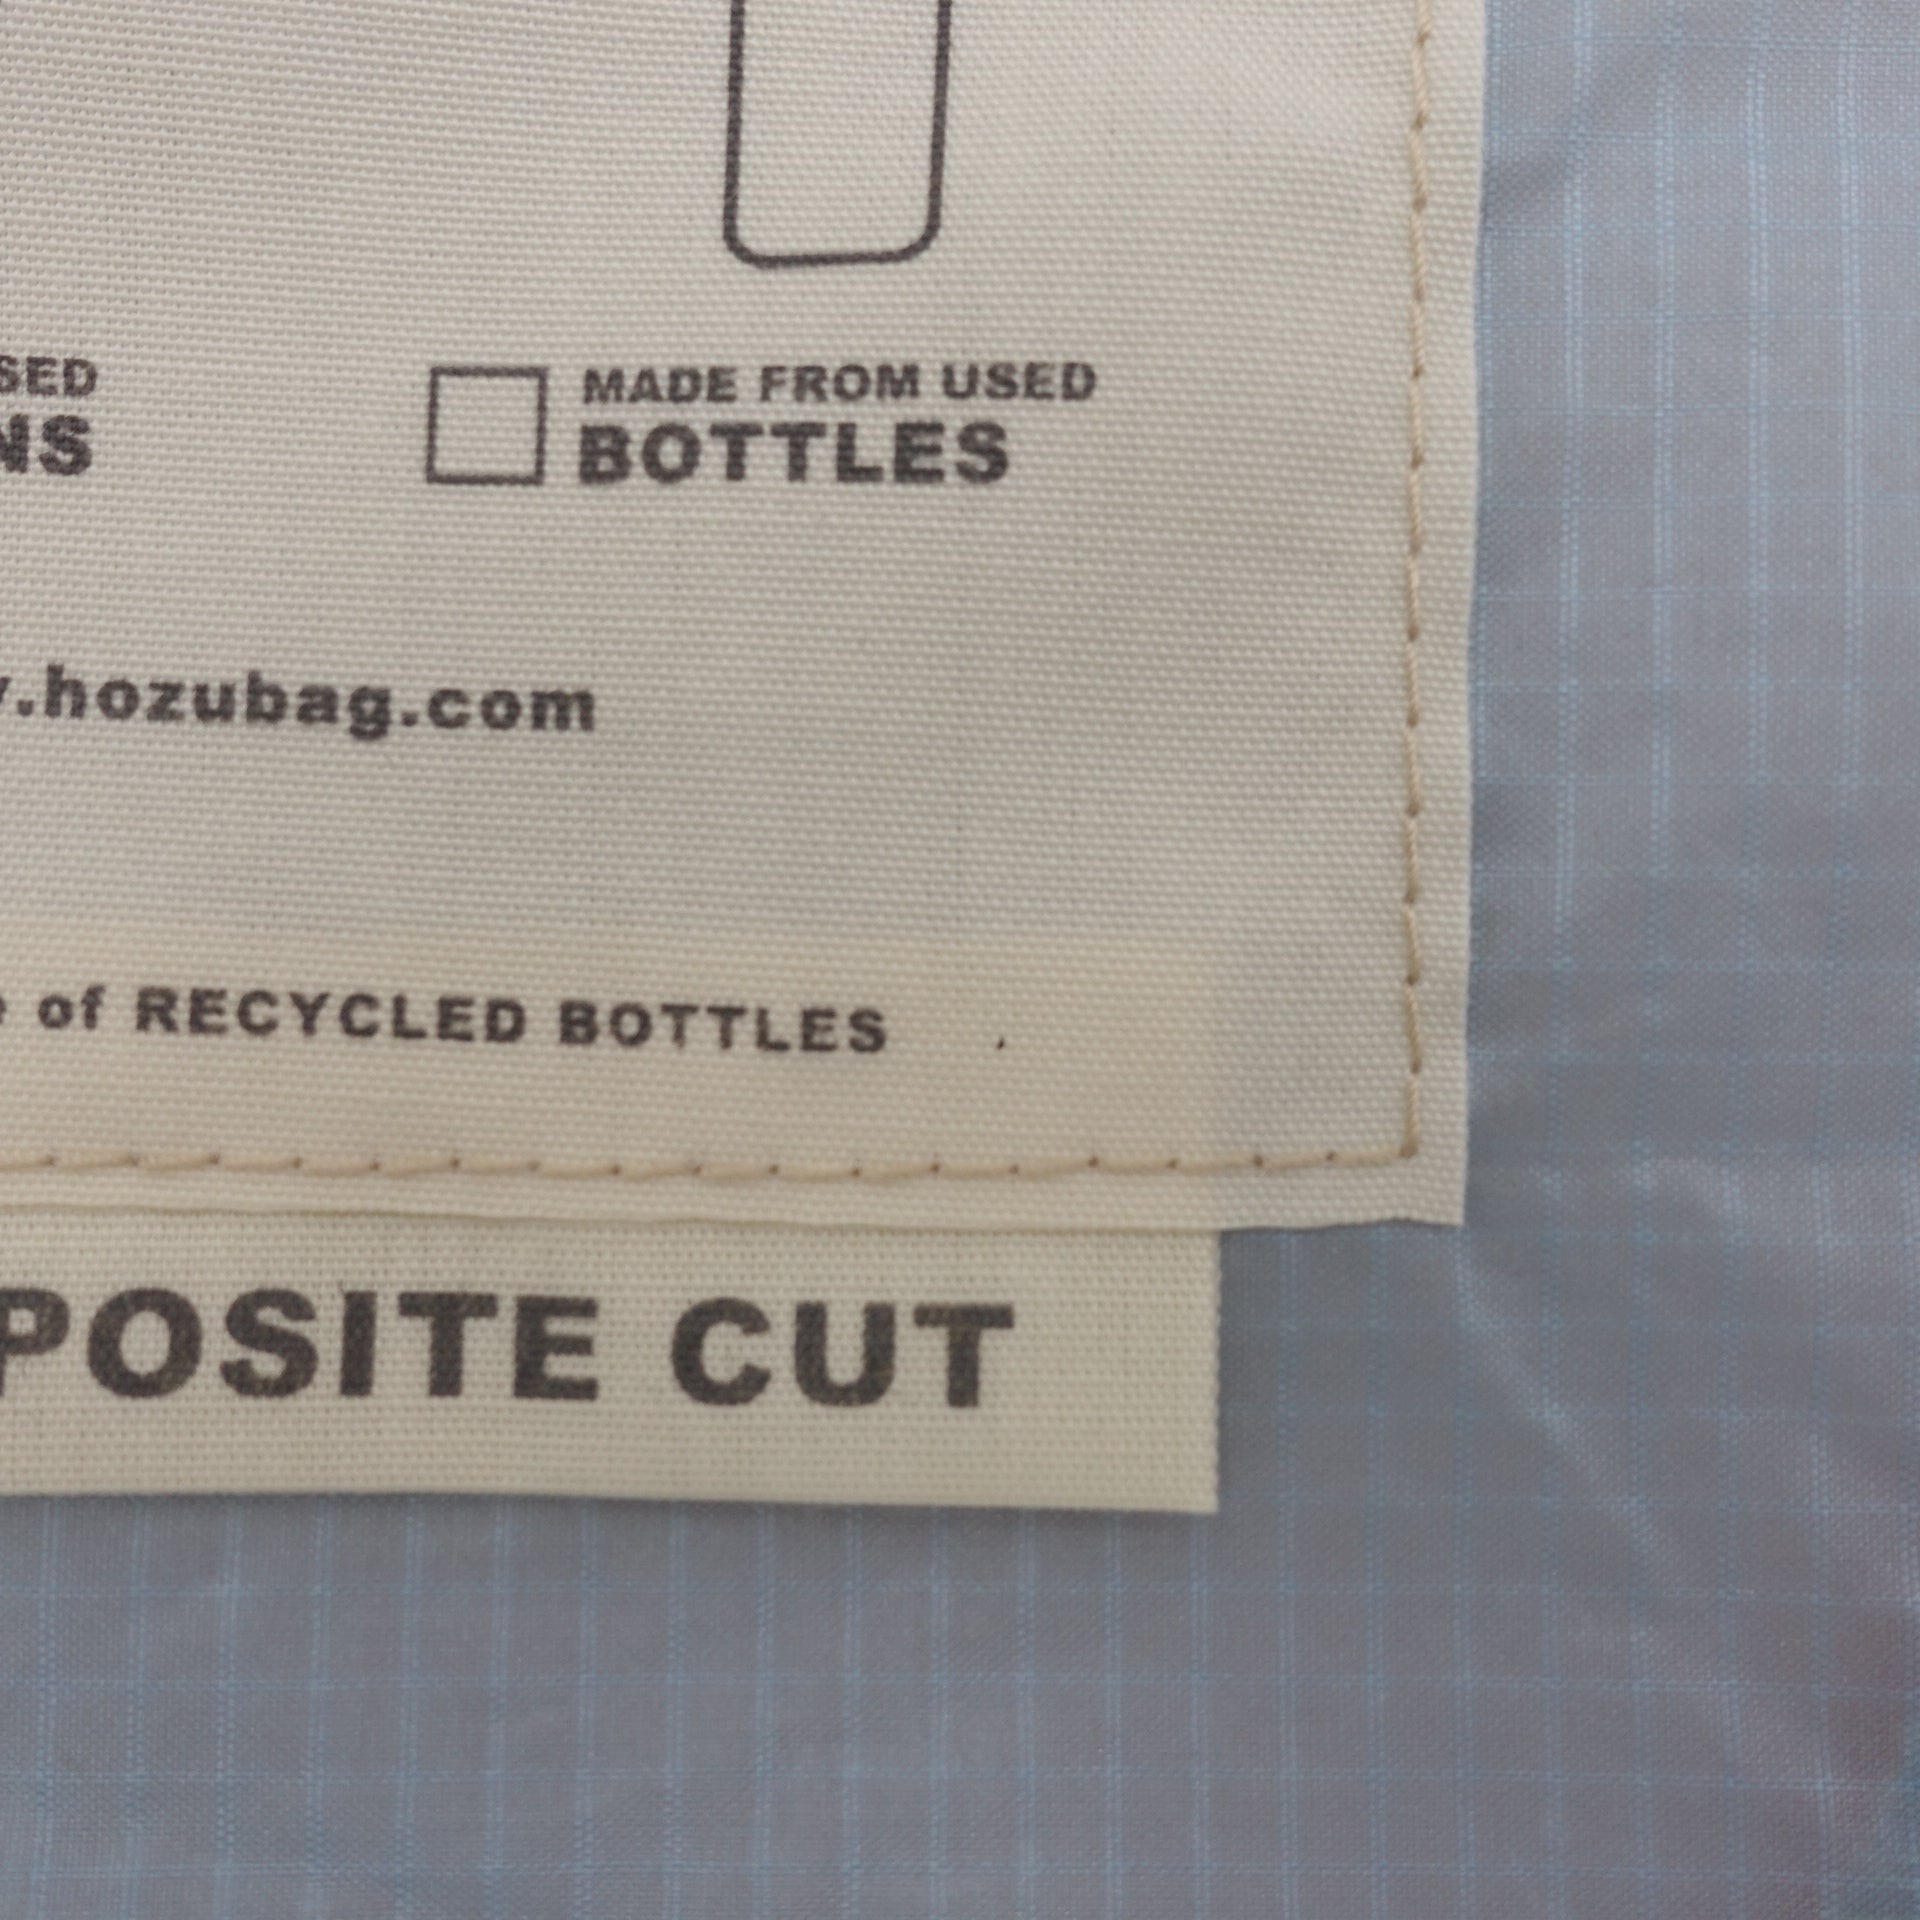 SED
NS
MADE FROM USED
BOTTLES
.hozubag.com
of RECYCLED BOTTLES
POSITE CUT